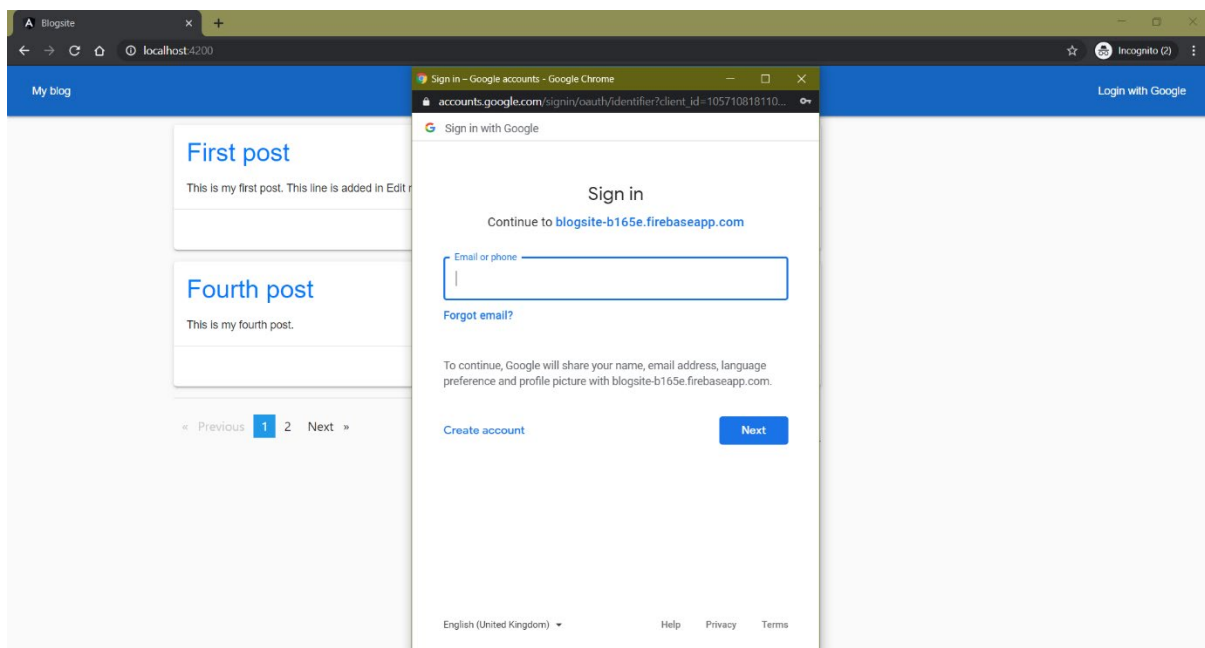 Blogsite
localhost:4200
Incognito (2)
My blog
Login with Google
First post
This is my first post. This line is added in Edit
Fourth post
This is my fourth post.
« Previous 1 2 Next »
Sign in – Google accounts - Google Chrome
accounts.google.com/signin/oauth/identifier?client_id=105710818110...
Sign in with Google
Sign in
Continue to blogsite-b165e.firebaseapp.com
Email or phone
Forgot email?
To continue, Google will share your name, email address, language
preference and profile picture with blogsite-b165e.firebaseapp.com.
Create account
Next
English (United Kingdom)
Help Privacy Terms